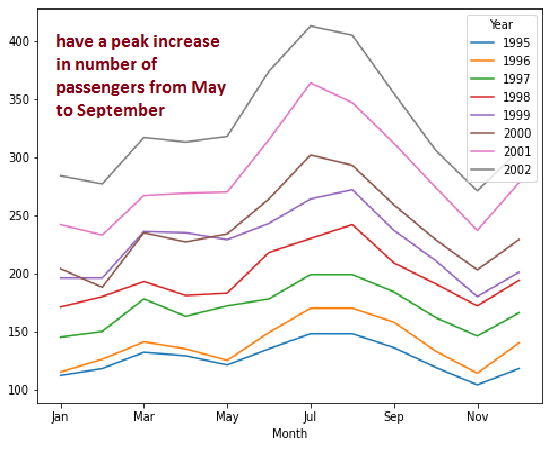 have a peak increase
in number of
passengers from May
to September
Year
1995
1996
1997
1998
1999
2000
2001
2002
400
350
300
250
200
150
100
Jan
Mar
May
Jul
Sep
Nov
Month